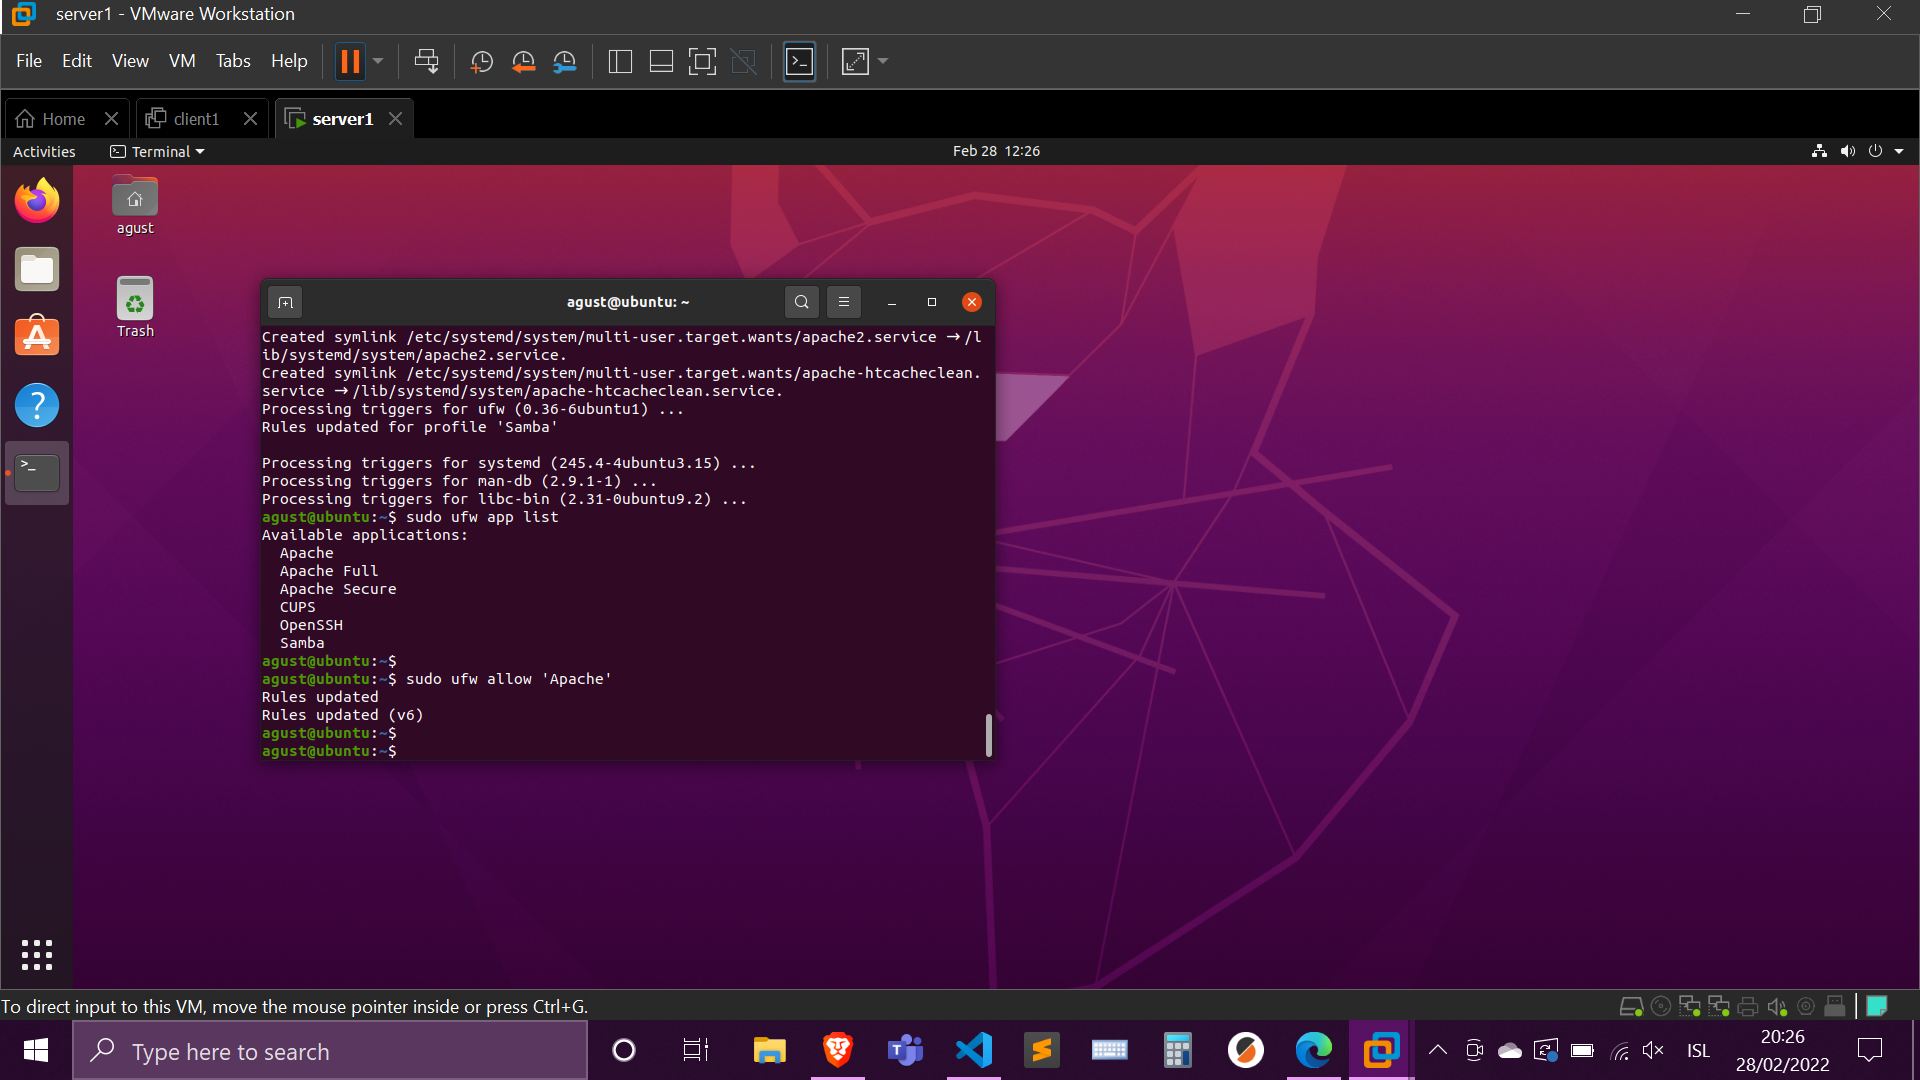 server1 - VMware Workstation
File Edit View VM Tabs Help
Home client1 server1
Activities Terminal Feb 28 12:26
agust
Trash
agust@ubuntu: ~
Created symlink /etc/systemd/system/multi-user.target.wants/apache2.service → /l
ib/systemd/system/apache2.service.
Created symlink /etc/systemd/system/multi-user.target.wants/apache-htcacheclean.
service → /lib/systemd/system/apache-htcacheclean.service.
Processing triggers for ufw (0.36-6ubuntu1) ...
Rules updated for profile 'Samba'
Processing triggers for systemd (245.4-4ubuntu3.15) ...
Processing triggers for man-db (2.9.1-1) ...
Processing triggers for libc-bin (2.31-0ubuntu9.2) ...
agust@ubuntu:~$ sudo ufw app list
Available applications:
  Apache
  Apache Full
  Apache Secure
  CUPS
  OpenSSH
  Samba
agust@ubuntu:~$
agust@ubuntu:~$ sudo ufw allow 'Apache'
Rules updated
Rules updated (v6)
agust@ubuntu:~$
agust@ubuntu:~$
To direct input to this VM, move the mouse pointer inside or press Ctrl+G.
Type here to search
ISL
20:26
28/02/2022